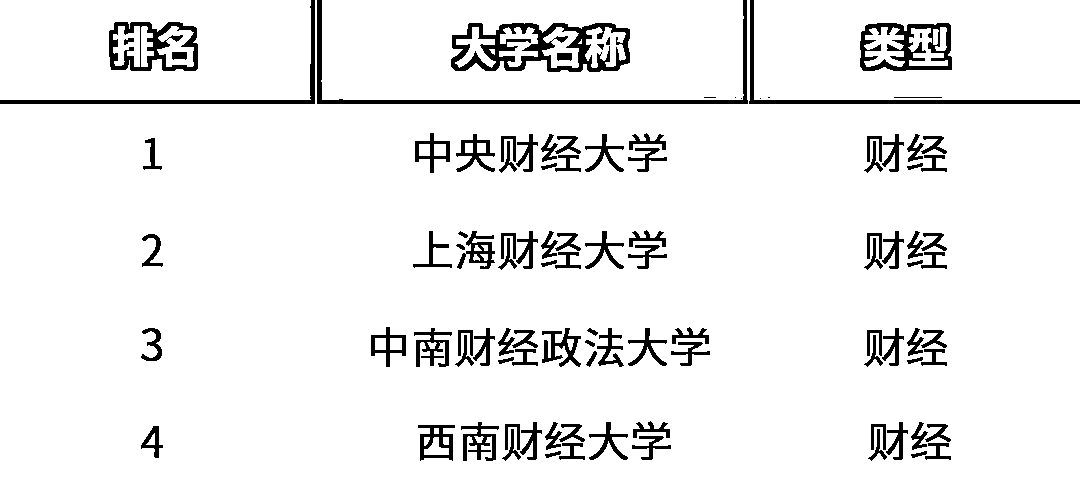 排名 大学名称 类型
1 中央财经大学 财经
2 上海财经大学 财经
3 中南财经政法大学 财经
4 西南财经大学 财经